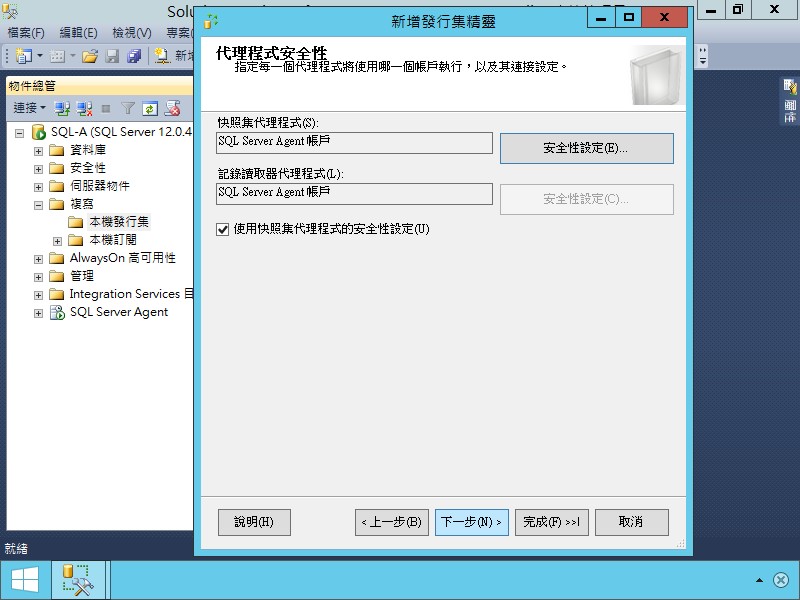 Solu
新增發行集精靈
檔案(F) 編輯(E) 檢視(V) 專案(
新
物件總管
連接
SQL-A (SQL Server 12.0.4
資料庫
安全性
伺服器物件
複寫
本機發行集
本機訂閱
AlwaysOn 高可用性
管理
Integration Services 目
SQL Server Agent
代理程式安全性
指定每一個代理程式將使用哪一個帳戶執行，以及其連接設定。
快照集代理程式(S):
SQL Server Agent 帳戶
安全性設定(E)...
記錄讀取器代理程式(L):
SQL Server Agent 帳戶
安全性設定(C)...
使用快照集代理程式的安全性設定(U)
說明(H)
< 上一步(B)
下一步(N) >
完成(F) >>|
取消
屬性
就緒